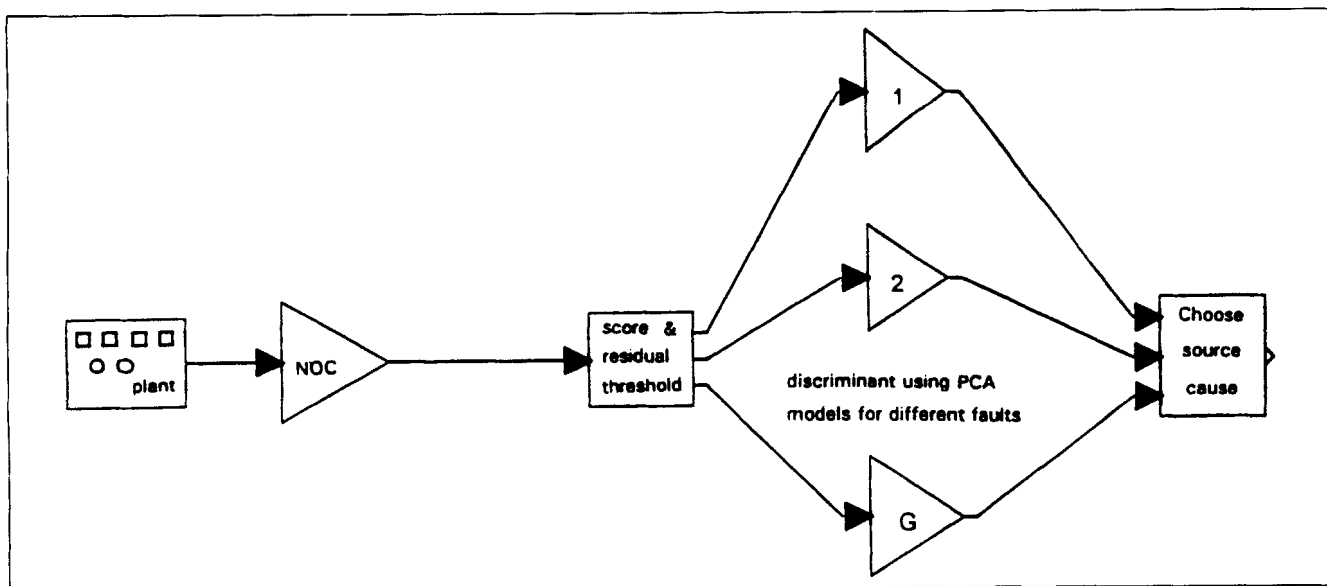 1
2
plant
NOC
score &
residual
threshold
discriminant using PCA
models for different faults
G
Choose
source
cause